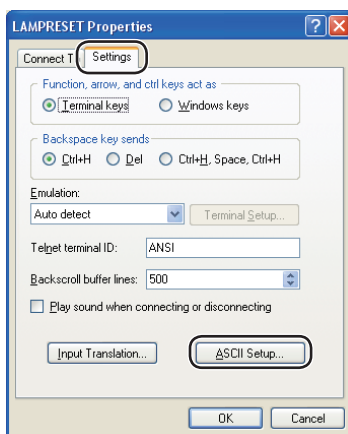 LAMPRESET Properties
Connect T Settings
Function, arrow, and ctrl keys act as
Terminal keys Windows keys
Backspace key sends
Ctrl+H Del Ctrl+H, Space, Ctrl+H
Emulation:
Auto detect Terminal Setup...
Telnet terminal ID: ANSI
Backscroll buffer lines: 500
Play sound when connecting or disconnecting
Input Translation... ASCII Setup...
OK Cancel